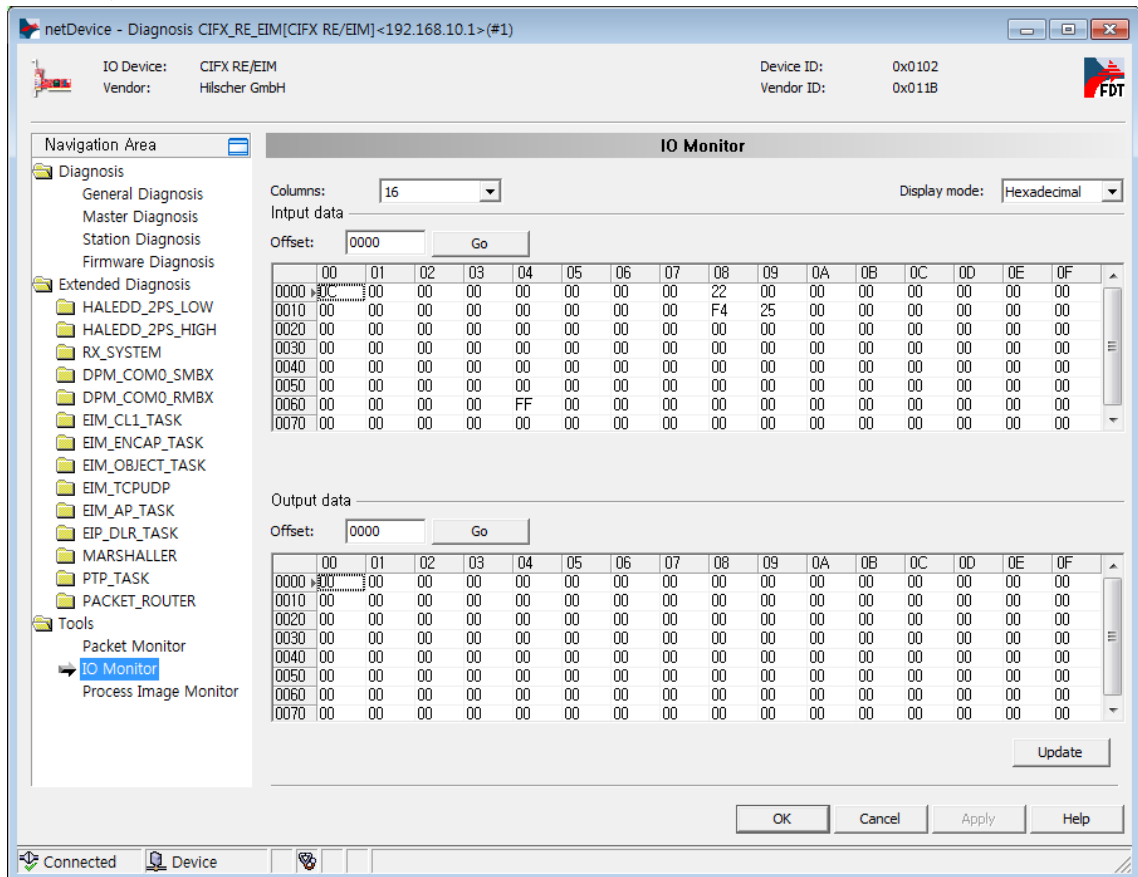 netDevice - Diagnosis CIFX_RE_EIM[CIFX RE/EIM]<192.168.10.1>(#1)
IO Device: CIFX RE/EIM Device ID: 0x0102
Vendor: Hilscher GmbH Vendor ID: 0x011B
FDT
Navigation Area
Diagnosis
General Diagnosis
Master Diagnosis
Station Diagnosis
Firmware Diagnosis
Extended Diagnosis
HALEDD_2PS_LOW
HALEDD_2PS_HIGH
RX_SYSTEM
DPM_COM0_SMBX
DPM_COM0_RMBX
EIM_CL1_TASK
EIM_ENCAP_TASK
EIM_OBJECT_TASK
EIM_TCPUDP
EIM_AP_TASK
EIP_DLR_TASK
MARSHALLER
PTP_TASK
PACKET_ROUTER
Tools
Packet Monitor
IO Monitor
Process Image Monitor
IO Monitor
Columns: 16 Display mode: Hexadecimal
Intput data
Offset: 0000 Go
00 01 02 03 04 05 06 07 08 09 0A 0B 0C 0D 0E 0F
0000 0C 00 00 00 00 00 00 00 22 00 00 00 00 00 00 00
0010 00 00 00 00 00 00 00 00 F4 25 00 00 00 00 00 00
0020 00 00 00 00 00 00 00 00 00 00 00 00 00 00 00 00
0030 00 00 00 00 00 00 00 00 00 00 00 00 00 00 00 00
0040 00 00 00 00 00 00 00 00 00 00 00 00 00 00 00 00
0050 00 00 00 00 00 00 00 00 00 00 00 00 00 00 00 00
0060 00 00 00 00 FF 00 00 00 00 00 00 00 00 00 00 00
0070 00 00 00 00 00 00 00 00 00 00 00 00 00 00 00 00
Output data
Offset: 0000 Go
00 01 02 03 04 05 06 07 08 09 0A 0B 0C 0D 0E 0F
0000 00 00 00 00 00 00 00 00 00 00 00 00 00 00 00 00
0010 00 00 00 00 00 00 00 00 00 00 00 00 00 00 00 00
0020 00 00 00 00 00 00 00 00 00 00 00 00 00 00 00 00
0030 00 00 00 00 00 00 00 00 00 00 00 00 00 00 00 00
0040 00 00 00 00 00 00 00 00 00 00 00 00 00 00 00 00
0050 00 00 00 00 00 00 00 00 00 00 00 00 00 00 00 00
0060 00 00 00 00 00 00 00 00 00 00 00 00 00 00 00 00
0070 00 00 00 00 00 00 00 00 00 00 00 00 00 00 00 00
Update
OK Cancel Apply Help
Connected Device